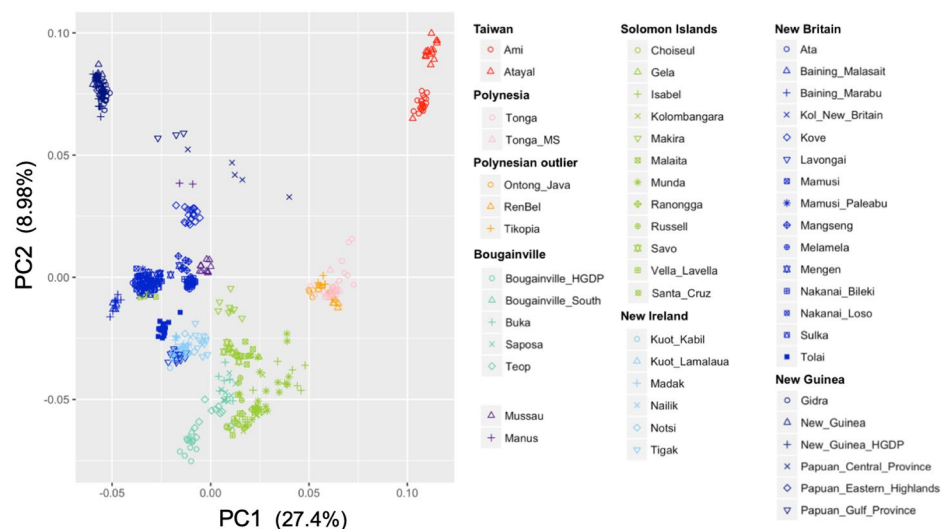 0.10
0.05
0.00
-0.05
PC2 (8.98%)
-0.05
0.00
0.05
0.10
PC1 (27.4%)
Taiwan
Ami
Atayal
Polynesia
Tonga
Tonga_MS
Polynesian outlier
Ontong_Java
RenBel
Tikopia
Bougainville
Bougainville_HGDP
Bougainville_South
Buka
Saposa
Teop
Mussau
Manus
Solomon Islands
Choiseul
Gela
Isabel
Kolombangara
Makira
Malaita
Munda
Ranongga
Russell
Savo
Vella_Lavella
Santa_Cruz
New Ireland
Kuot_Kabil
Kuot_Lamalaua
Madak
Nailik
Notsi
Tigak
New Britain
Ata
Baining_Malasait
Baining_Marabu
Kol_New_Britain
Kove
Lavongai
Mamusi
Mamusi_Paleabu
Mangseng
Melamela
Mengen
Nakanai_Bileki
Nakanai_Loso
Sulka
Tolai
New Guinea
Gidra
New_Guinea
New_Guinea_HGDP
Papuan_Central_Province
Papuan_Eastern_Highlands
Papuan_Gulf_Province